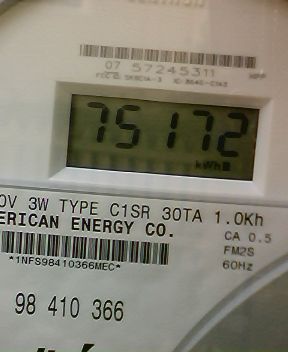 07 57245311
75172
kWh
0V 3W TYPE C1SR 30TA 1.0Kh
ERICAN ENERGY CO.
CA 0.5
FM2S
*1NFS98410366MEC*
60Hz
98 410 366